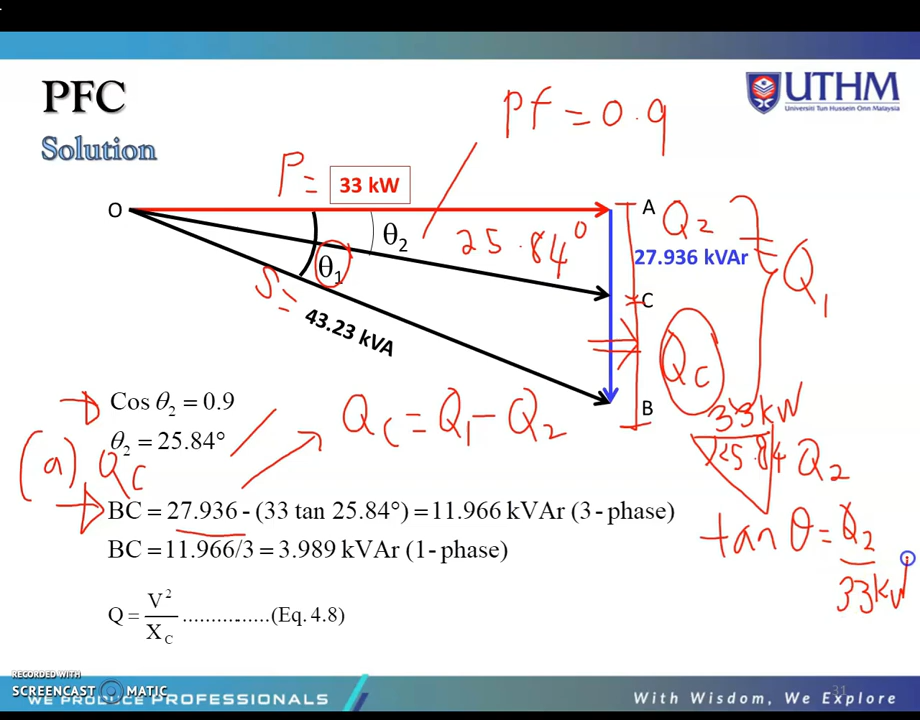 PFC
UTHM
Universiti Tun Hussein Onn Malaysia
Solution
Pf = 0.9
P = 33 kW
O
A
Q2
θ2
25.84°
27.936 kVAr
Q1
θ1
S =
43.23 kVA
C
Qc
B
Cos θ2 = 0.9
Qc = Q1 - Q2
33kW
θ2 = 25.84°
25.84 Q2
(a) Qc
BC = 27.936 - (33 tan 25.84°) = 11.966 kVAr (3 - phase)
tan θ = Q2
33kW
BC = 11.966/3 = 3.989 kVAr (1 - phase)
Q = V²/XC ................(Eq. 4.8)
RECORDED WITH
SCREENCAST MATIC
WE PRODUCE PROFESSIONALS
With Wisdom, We Explore
31